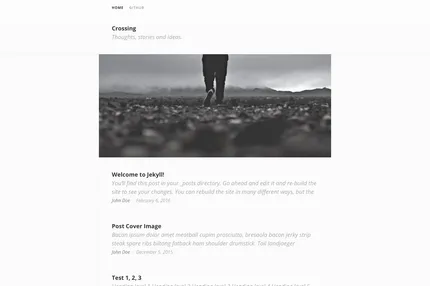 HOME AUTHOR
Crossing
Thoughts, stories and ideas.
Welcome to Jekyll!
You'll find this post in your _posts directory. Go ahead and edit it and re-build the
site to see your changes. You can rebuild the site in many different ways, but the
John Doe February 6, 2016
Post Cover Image
Bacon ipsum dolor amet meatball cupim prosciutto, bresaola bacon jerky strip
steak spare ribs biltong fatback ham shoulder drumstick. Tail landjaeger
John Doe December 5, 2015
Test 1, 2, 3